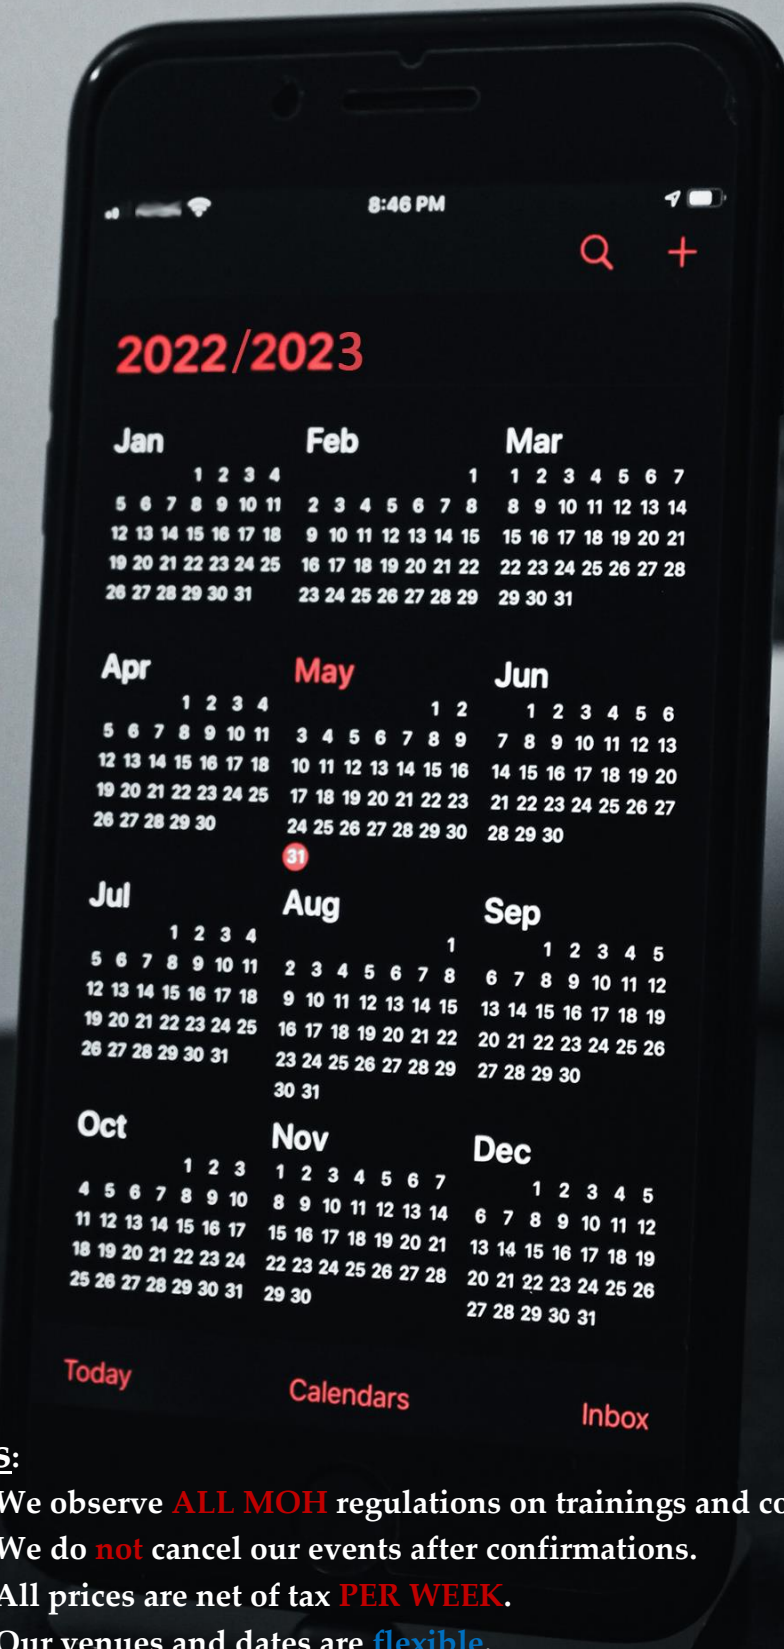 8:46 PM
2022/2023
Jan Feb Mar
1 2 3 4 1 1 2 3 4 5 6 7
5 6 7 8 9 10 11 2 3 4 5 6 7 8 8 9 10 11 12 13 14
12 13 14 15 16 17 18 9 10 11 12 13 14 15 15 16 17 18 19 20 21
19 20 21 22 23 24 25 16 17 18 19 20 21 22 22 23 24 25 26 27 28
26 27 28 29 30 31 23 24 25 26 27 28 29 29 30 31
Apr May Jun
1 2 3 4 1 2 1 2 3 4 5 6
5 6 7 8 9 10 11 3 4 5 6 7 8 9 7 8 9 10 11 12 13
12 13 14 15 16 17 18 10 11 12 13 14 15 16 14 15 16 17 18 19 20
19 20 21 22 23 24 25 17 18 19 20 21 22 23 21 22 23 24 25 26 27
26 27 28 29 30 24 25 26 27 28 29 30 28 29 30
31
Jul Aug Sep
1 2 3 4 1 1 2 3 4 5
5 6 7 8 9 10 11 2 3 4 5 6 7 8 6 7 8 9 10 11 12
12 13 14 15 16 17 18 9 10 11 12 13 14 15 13 14 15 16 17 18 19
19 20 21 22 23 24 25 16 17 18 19 20 21 22 20 21 22 23 24 25 26
26 27 28 29 30 31 23 24 25 26 27 28 29 27 28 29 30
30 31
Oct Nov Dec
1 2 3 1 2 3 4 5 6 7 1 2 3 4 5
4 5 6 7 8 9 10 8 9 10 11 12 13 14 6 7 8 9 10 11 12
11 12 13 14 15 16 17 15 16 17 18 19 20 21 13 14 15 16 17 18 19
18 19 20 21 22 23 24 22 23 24 25 26 27 28 20 21 22 23 24 25 26
25 26 27 28 29 30 31 29 30 27 28 29 30 31
Today Calendars Inbox
S:
We observe ALL MOH regulations on trainings and co
We do not cancel our events after confirmations.
All prices are net of tax PER WEEK.
Our venues and dates are flexible.